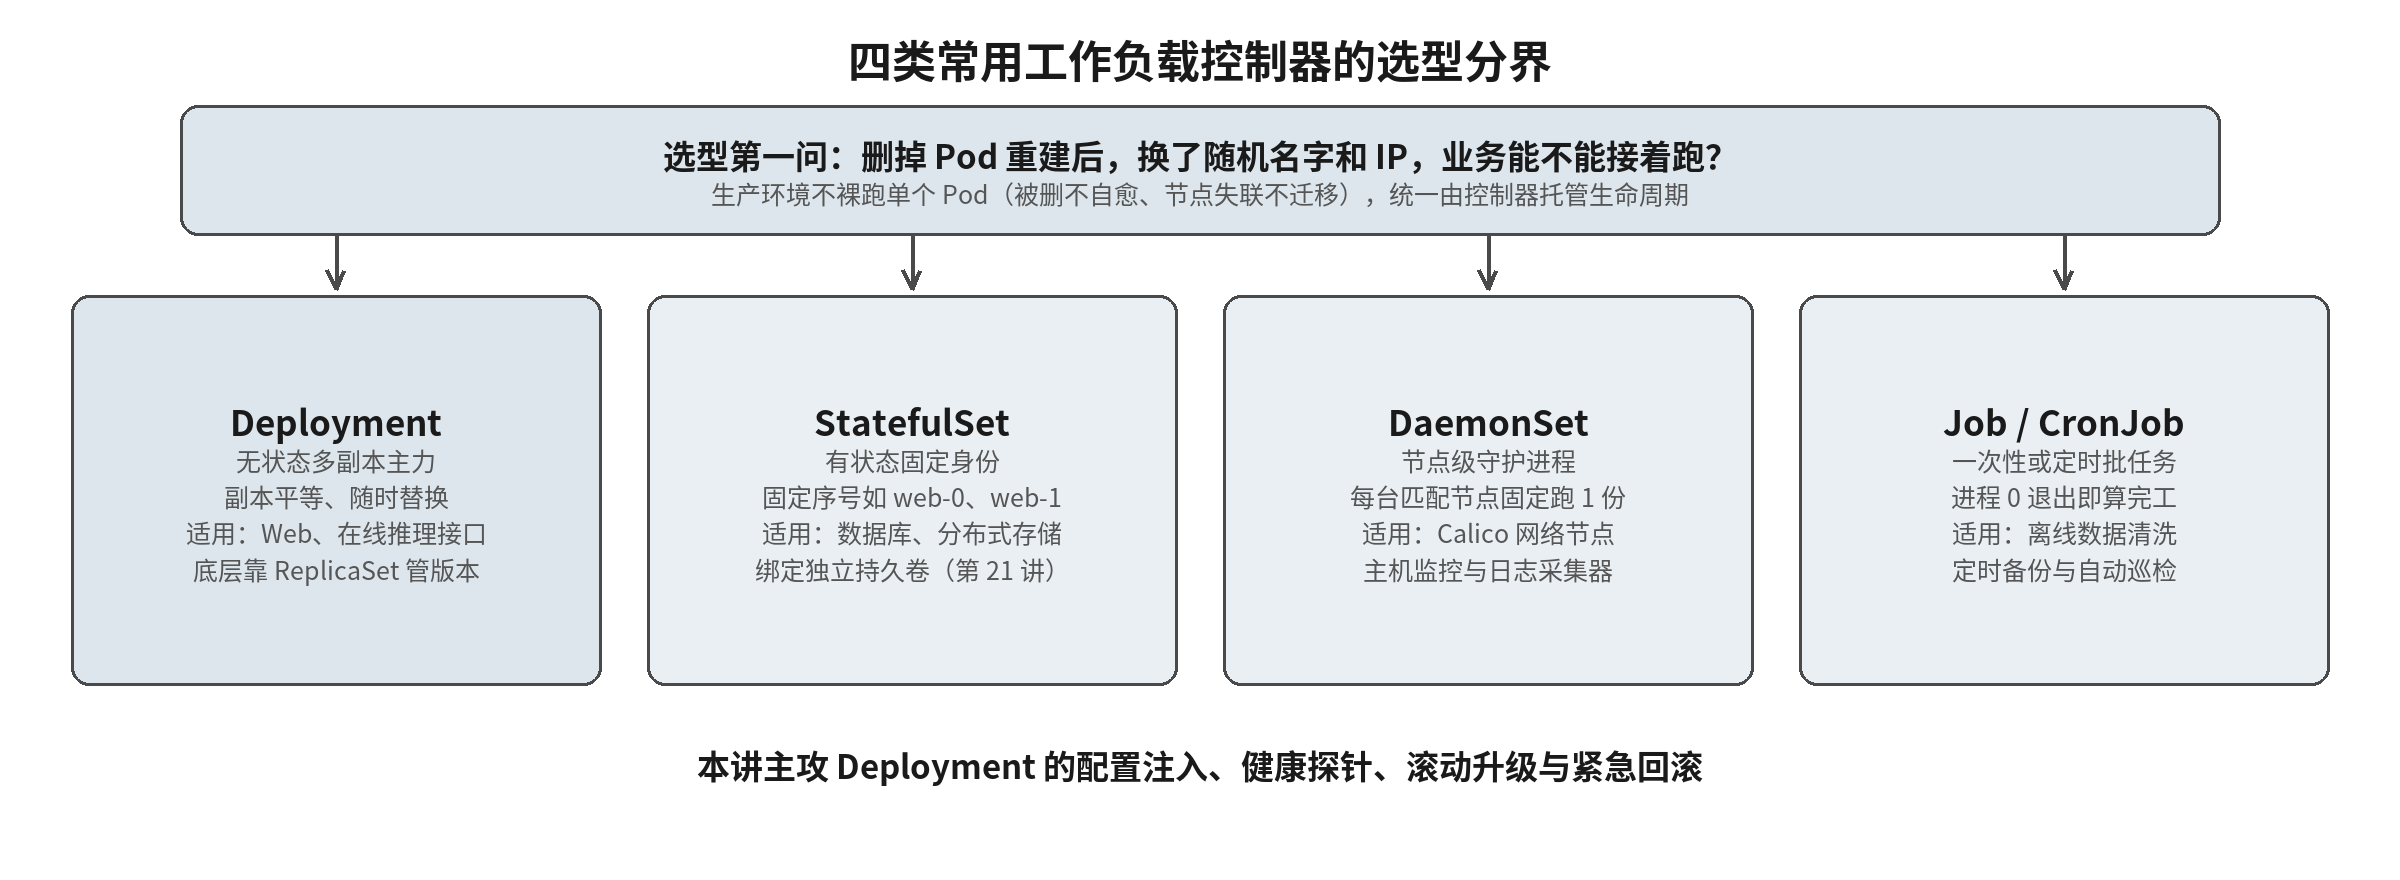 四类常用工作负载控制器的选型分界
选型第一问：删掉 Pod 重建后，换了随机名字和 IP，业务能不能接着跑？
生产环境不裸跑单个 Pod（被删不自愈、节点失联不迁移），统一由控制器托管生命周期
Deployment
无状态多副本主力
副本平等、随时替换
适用：Web、在线推理接口
底层靠 ReplicaSet 管版本
StatefulSet
有状态固定身份
固定序号如 web-0、web-1
适用：数据库、分布式存储
绑定独立持久卷（第 21 讲）
DaemonSet
节点级守护进程
每台匹配节点固定跑 1 份
适用：Calico 网络节点
主机监控与日志采集器
Job / CronJob
一次性或定时批任务
进程 0 退出即算完工
适用：离线数据清洗
定时备份与自动巡检
本讲主攻 Deployment 的配置注入、健康探针、滚动升级与紧急回滚